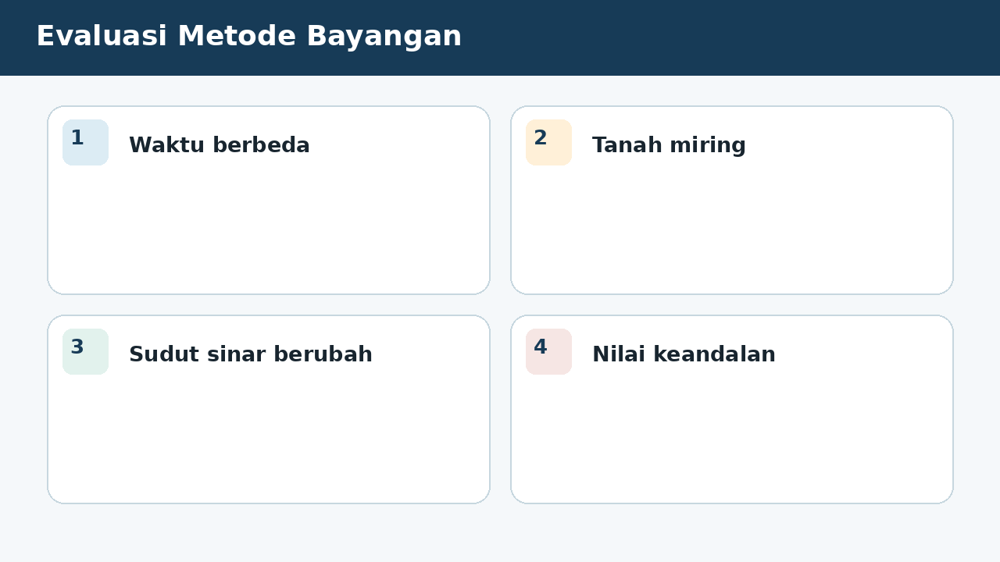 Evaluasi Metode Bayangan
1
Waktu berbeda
2
Tanah miring
3
Sudut sinar berubah
4
Nilai keandalan